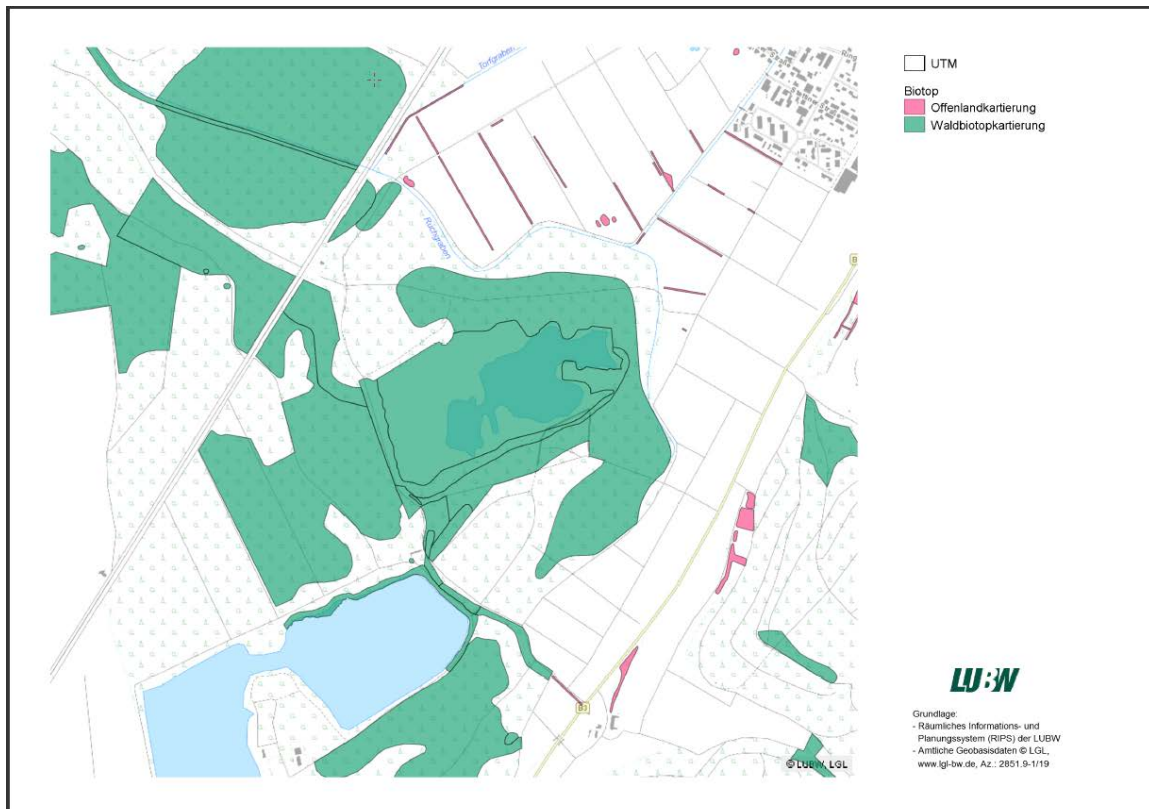 UTM
Biotop
Offenlandkartierung
Waldbiotopkartierung
Torfgraben
Ruchgraben
B3
© LUBW, LGL
LUBW
Grundlage:
- Räumliches Informations- und
Planungssystem (RIPS) der LUBW
- Amtliche Geobasisdaten © LGL,
www.lgl-bw.de, Az.: 2851.9-1/19